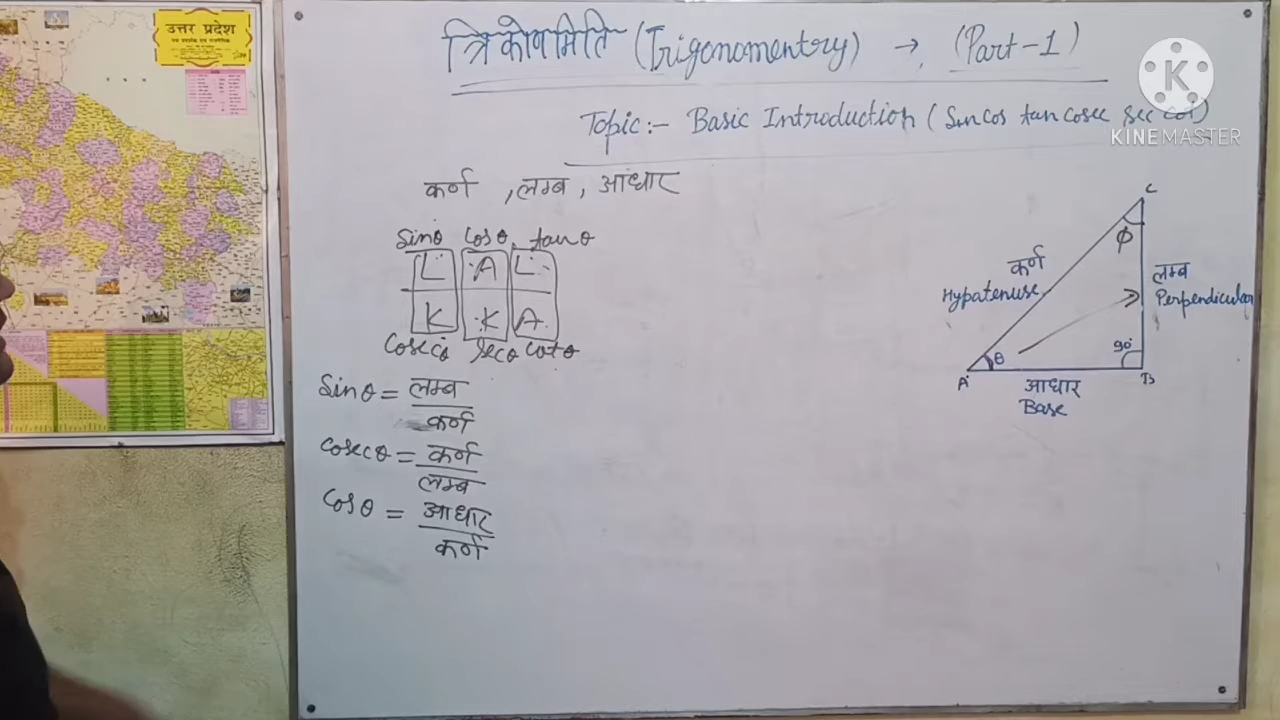 उत्तर प्रदेश
त्रिकोणमिति (Trigonomentry) → (Part-1)
Topic:- Basic Introduction (Sin cos tan cosec sec cot)
KINEMASTER
कर्ण , लम्ब , आधार
Sinθ Cosθ tanθ
L A L
K K A
Cosecθ Secθ Cotθ
Sinθ = लम्ब
कर्ण
Cosecθ = कर्ण
लम्ब
Cosθ = आधार
कर्ण
C
ϕ
कर्ण
Hypatenuse
लम्ब
Perpendicular
90°
θ
A
B
आधार
Base